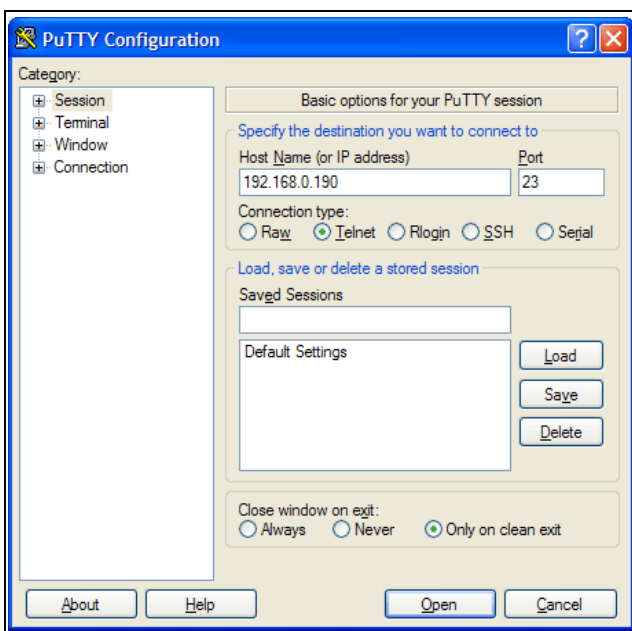 PuTTY Configuration
Category:
Session
Terminal
Window
Connection
Basic options for your PuTTY session
Specify the destination you want to connect to
Host Name (or IP address) Port
192.168.0.190 23
Connection type:
Raw Telnet Rlogin SSH Serial
Load, save or delete a stored session
Saved Sessions
Default Settings
Load
Save
Delete
Close window on exit:
Always Never Only on clean exit
About Help Open Cancel